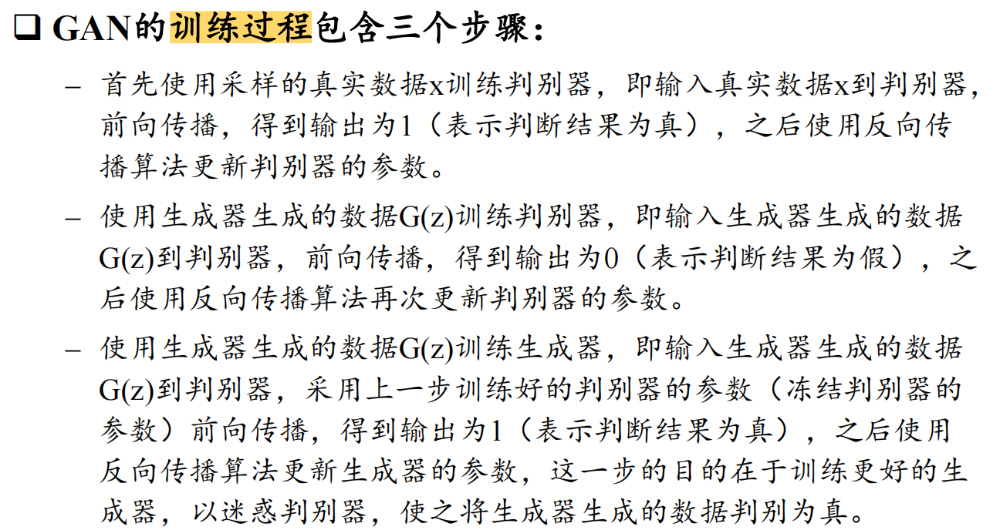 ❑ GAN的训练过程包含三个步骤：
– 首先使用采样的真实数据x训练判别器，即输入真实数据x到判别器，
前向传播，得到输出为1（表示判断结果为真），之后使用反向传
播算法更新判别器的参数。
– 使用生成器生成的数据G(z)训练判别器，即输入生成器生成的数据
G(z)到判别器，前向传播，得到输出为0（表示判断结果为假），之
后使用反向传播算法再次更新判别器的参数。
– 使用生成器生成的数据G(z)训练生成器，即输入生成器生成的数据
G(z)到判别器，采用上一步训练好的判别器的参数（冻结判别器的
参数）前向传播，得到输出为1（表示判断结果为真），之后使用
反向传播算法更新生成器的参数，这一步的目的在于训练更好的生
成器，以迷惑判别器，使之将生成器生成的数据判别为真。